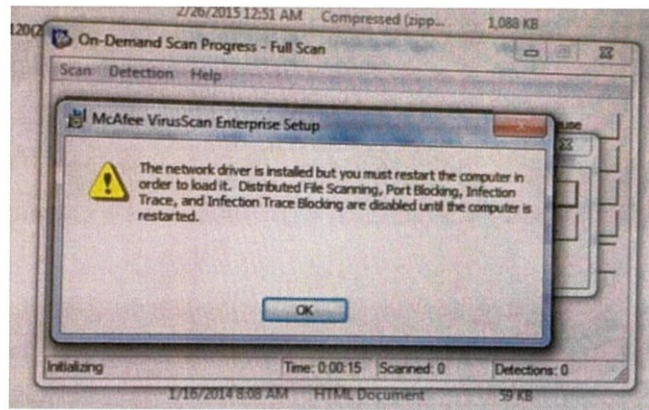 2/26/2015 12:51 AM Compressed (zipp... 1,088 KB
On-Demand Scan Progress - Full Scan
Scan Detection Help
McAfee VirusScan Enterprise Setup
The network driver is installed but you must restart the computer in
order to load it. Distributed File Scanning, Port Blocking, Infection
Trace, and Infection Trace Blocking are disabled until the computer is
restarted.
OK
Initializing Time: 0:00:15 Scanned: 0 Detections: 0
1/16/2014 8:08 AM HTML Document 59 KB